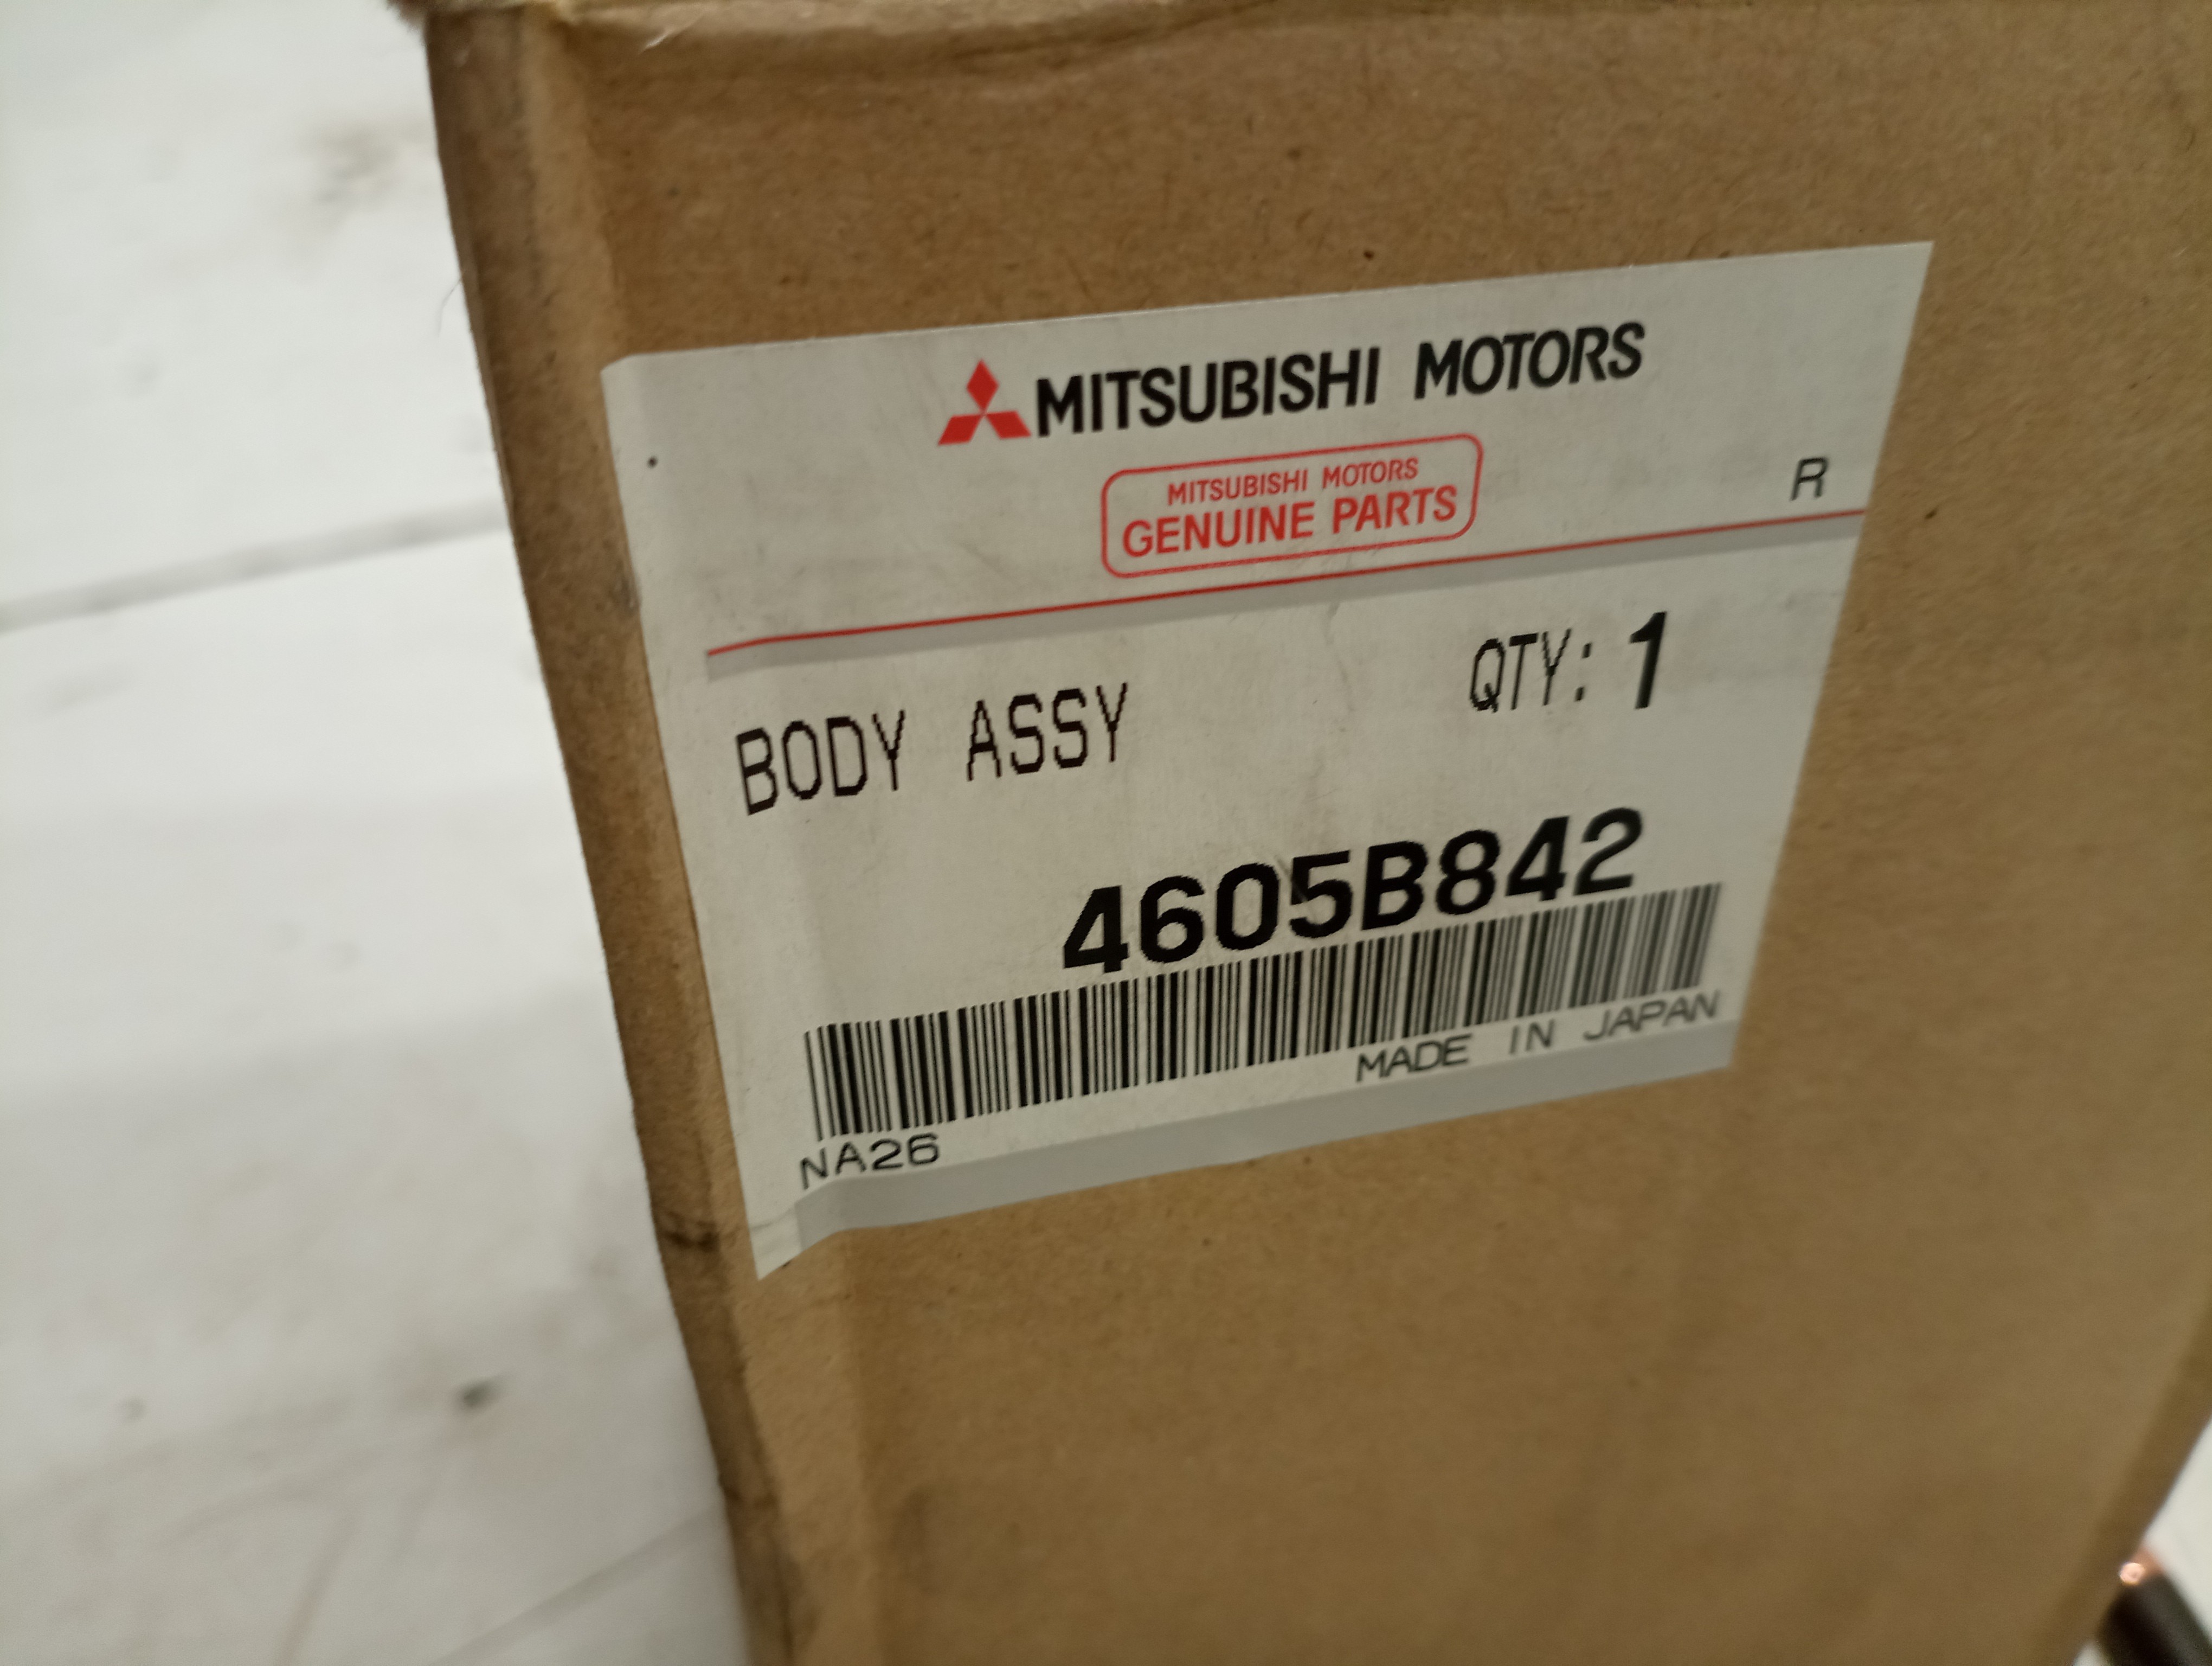 MITSUBISHI MOTORS
MITSUBISHI MOTORS
GENUINE PARTS
R
BODY ASSY QTY: 1
4605B842
MADE IN JAPAN
NA26